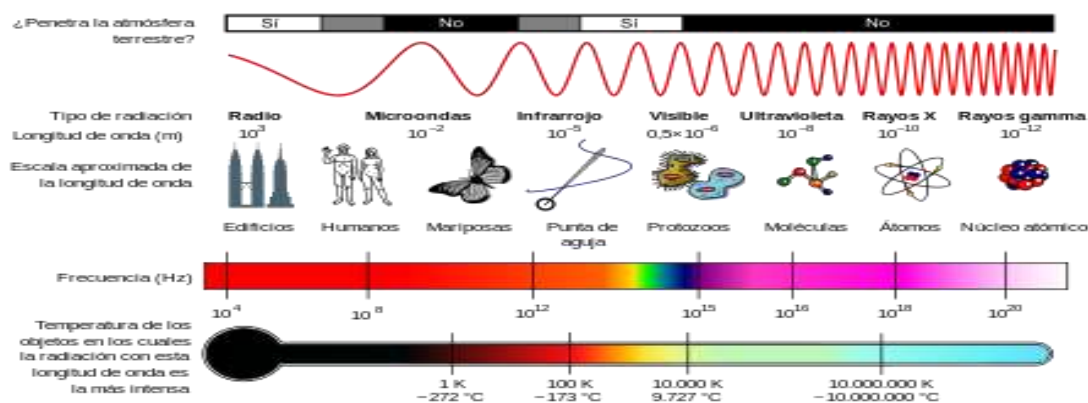 ¿Penetra la atmósfera
terrestre?
Sí No Sí No
Tipo de radiación Radio Microondas Infrarrojo Visible Ultravioleta Rayos X Rayos gamma
Longitud de onda (m) 10³ 10⁻² 10⁻⁵ 0,5×10⁻⁶ 10⁻⁸ 10⁻¹⁰ 10⁻¹²
Escala aproximada de
la longitud de onda
Edificios Humanos Mariposas Punta de
aguja Protozoos Moléculas Átomos Núcleo atómico
Frecuencia (Hz)
10⁴ 10⁸ 10¹² 10¹⁵ 10¹⁶ 10¹⁸ 10²⁰
Temperatura de los
objetos en los cuales
la radiación con esta
longitud de onda es
la más intensa
1 K 100 K 10.000 K 10.000.000 K
−272 °C −173 °C 9.727 °C ~10.000.000 °C